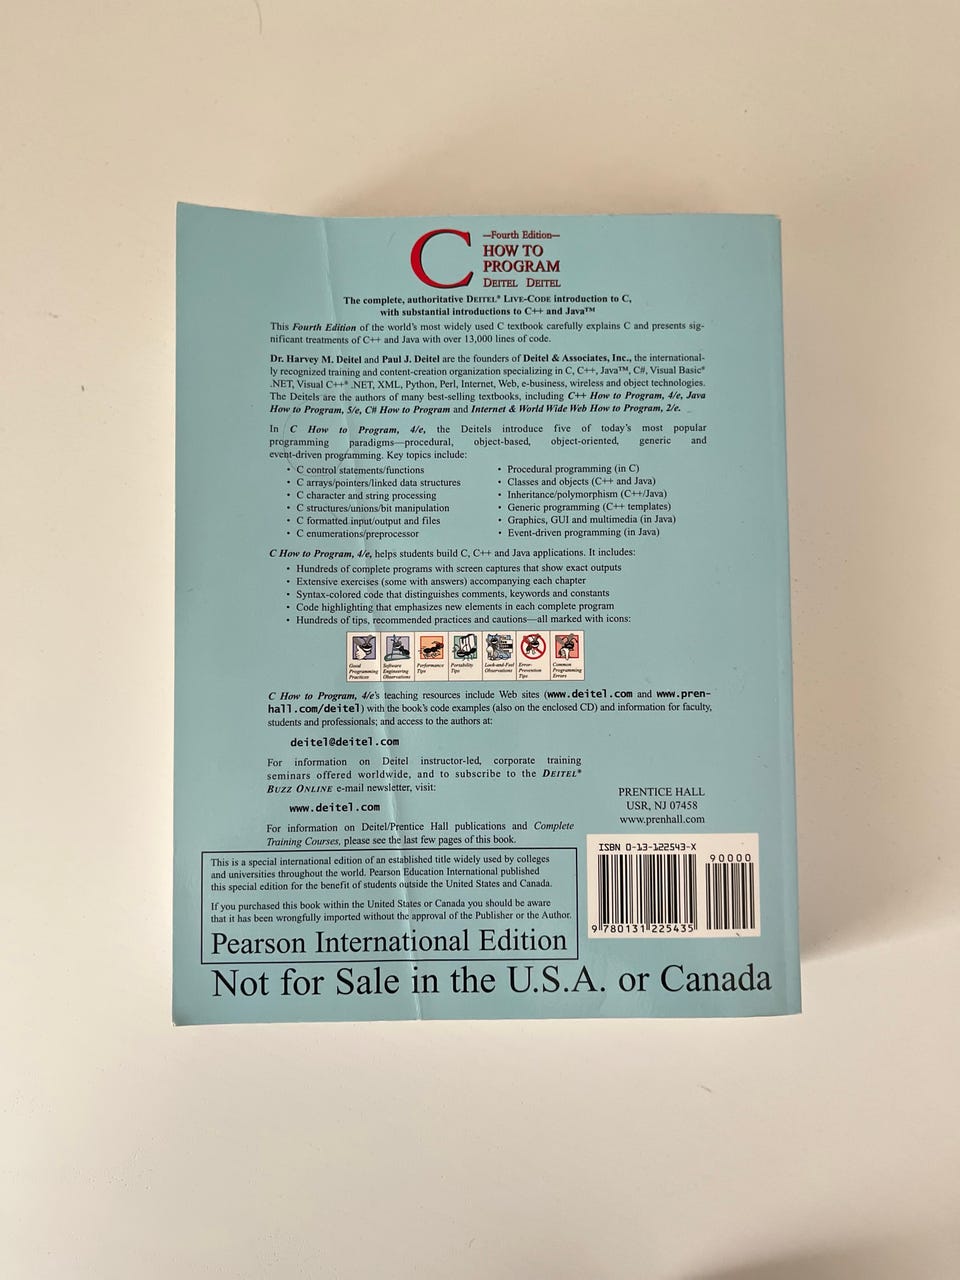 C
—Fourth Edition—
HOW TO
PROGRAM
DEITEL DEITEL
The complete, authoritative DEITEL® LIVE-CODE introduction to C,
with substantial introductions to C++ and Java™
This Fourth Edition of the world's most widely used C textbook carefully explains C and presents sig-
nificant treatments of C++ and Java with over 13,000 lines of code.
Dr. Harvey M. Deitel and Paul J. Deitel are the founders of Deitel & Associates, Inc., the international-
ly recognized training and content-creation organization specializing in C, C++, Java™, C#, Visual Basic®
.NET, Visual C++® .NET, XML, Python, Perl, Internet, Web, e-business, wireless and object technologies.
The Deitels are the authors of many best-selling textbooks, including C++ How to Program, 4/e, Java
How to Program, 5/e, C# How to Program and Internet & World Wide Web How to Program, 2/e.
In C How to Program, 4/e, the Deitels introduce five of today's most popular
programming paradigms—procedural, object-based, object-oriented, generic and
event-driven programming. Key topics include:
• C control statements/functions
• C arrays/pointers/linked data structures
• C character and string processing
• C structures/unions/bit manipulation
• C formatted input/output and files
• C enumerations/preprocessor
• Procedural programming (in C)
• Classes and objects (C++ and Java)
• Inheritance/polymorphism (C++/Java)
• Generic programming (C++ templates)
• Graphics, GUI and multimedia (in Java)
• Event-driven programming (in Java)
C How to Program, 4/e, helps students build C, C++ and Java applications. It includes:
• Hundreds of complete programs with screen captures that show exact outputs
• Extensive exercises (some with answers) accompanying each chapter
• Syntax-colored code that distinguishes comments, keywords and constants
• Code highlighting that emphasizes new elements in each complete program
• Hundreds of tips, recommended practices and cautions—all marked with icons:
Good
Programming
Practices
Software
Engineering
Observations
Performance
Tips
Portability
Tips
Look-and-Feel
Observations
Error-
Prevention
Tips
Common
Programming
Errors
C How to Program, 4/e's teaching resources include Web sites (www.deitel.com and www.pren-
hall.com/deitel) with the book's code examples (also on the enclosed CD) and information for faculty,
students and professionals; and access to the authors at:
deitel@deitel.com
For information on Deitel instructor-led, corporate training
seminars offered worldwide, and to subscribe to the DEITEL®
BUZZ ONLINE e-mail newsletter, visit:
www.deitel.com
For information on Deitel/Prentice Hall publications and Complete
Training Courses, please see the last few pages of this book.
PRENTICE HALL
USR, NJ 07458
www.prenhall.com
This is a special international edition of an established title widely used by colleges
and universities throughout the world. Pearson Education International published
this special edition for the benefit of students outside the United States and Canada.
If you purchased this book within the United States or Canada you should be aware
that it has been wrongfully imported without the approval of the Publisher or the Author.
Pearson International Edition
ISBN 0-13-122543-X
90000
9 780131 225435
Not for Sale in the U.S.A. or Canada